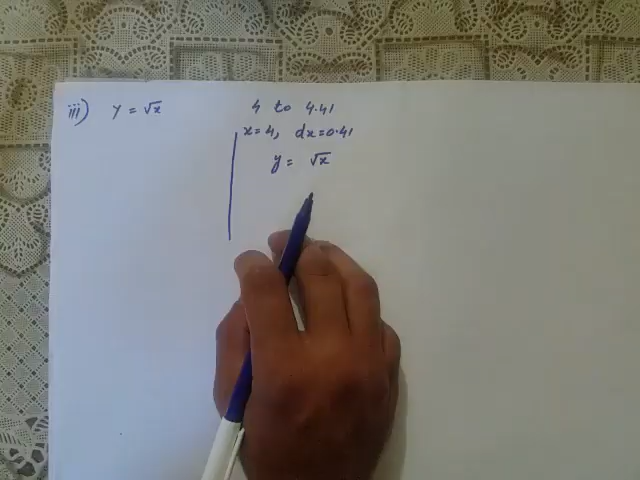 iii) y = √x 4 to 4.41
x=4, dx=0.41
y = √x